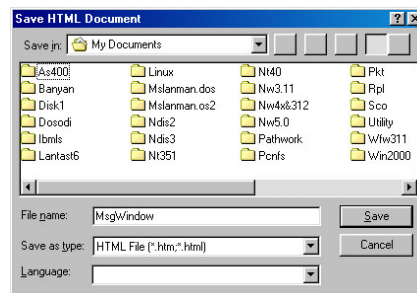 Save HTML Document
Save in: My Documents
As400 Linux Nt40 Pkt
Banyan Mslanman.dos Nw3.11 Rpl
Disk1 Mslanman.os2 Nw4x&312 Sco
Dosodi Ndis2 Nw5.0 Utility
Ibmls Ndis3 Pathwork Wfw311
Lantast6 Nt351 Pcnfs Win2000
File name: MsgWindow Save
Save as type: HTML File (*.htm;*.html) Cancel
Language: